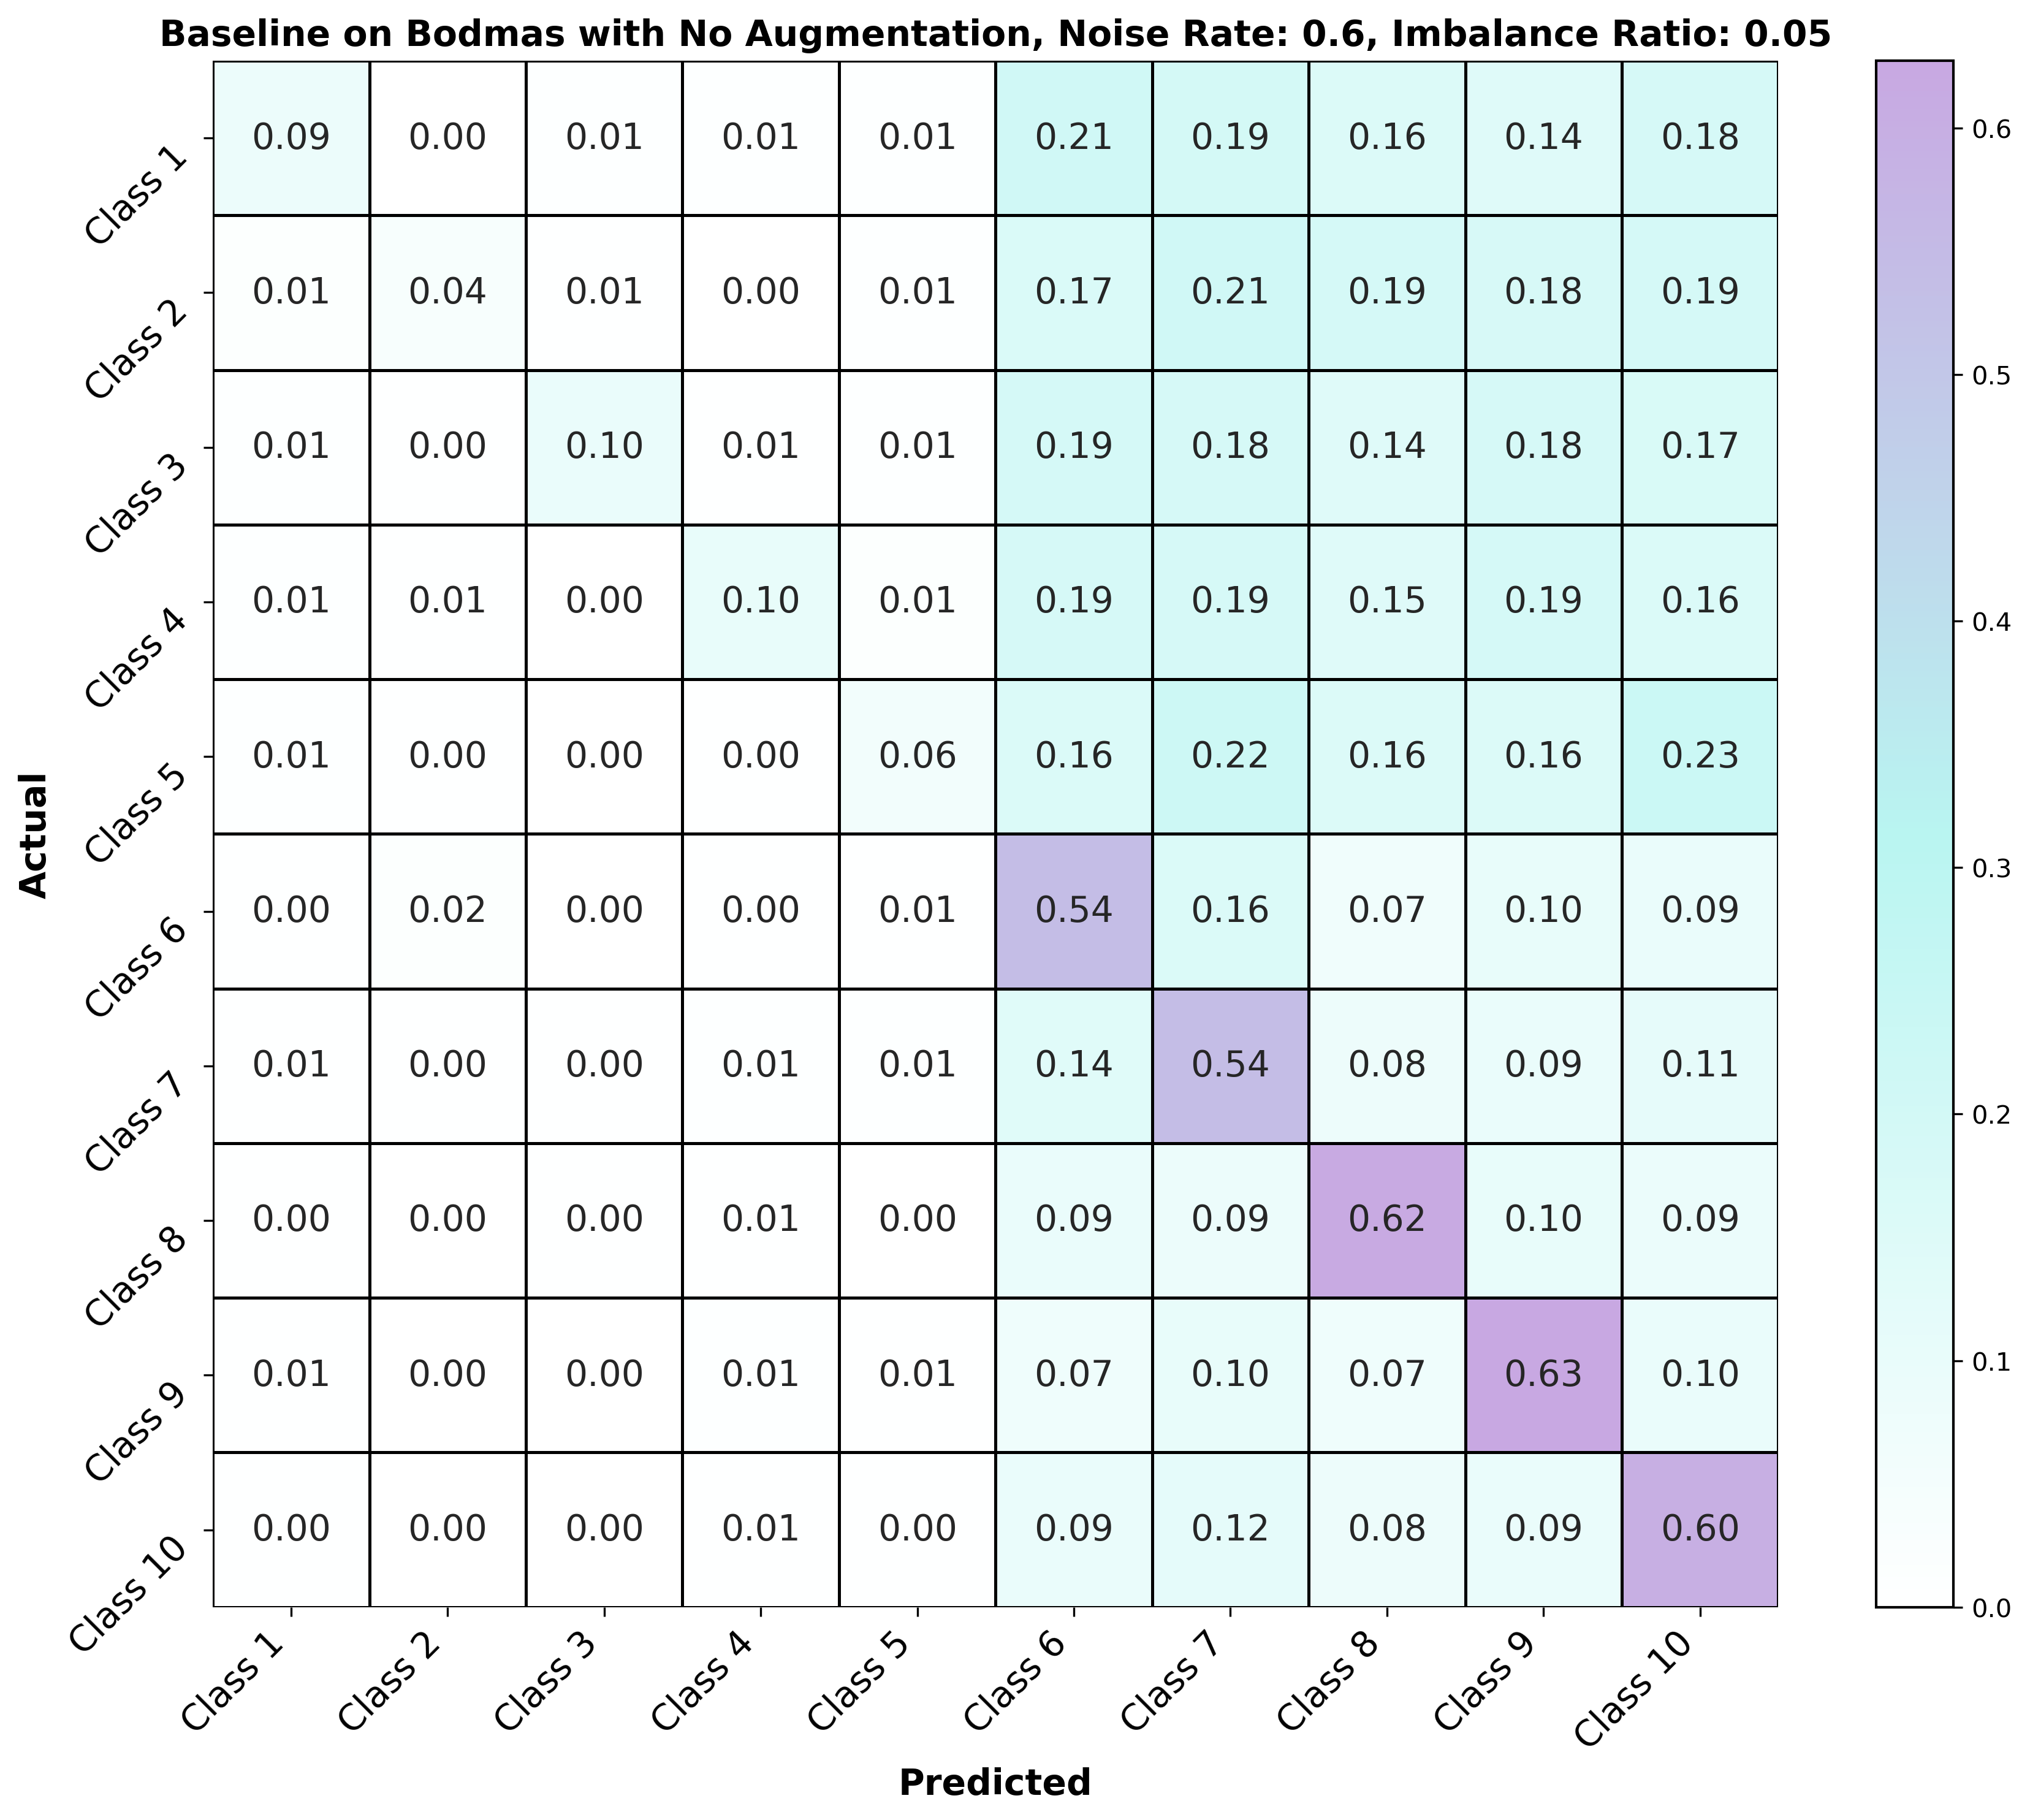 Baseline on Bodmas with No Augmentation, Noise Rate: 0.6, Imbalance Ratio: 0.05
Actual
Class 1 0.09 0.00 0.01 0.01 0.01 0.21 0.19 0.16 0.14 0.18
Class 2 0.01 0.04 0.01 0.00 0.01 0.17 0.21 0.19 0.18 0.19
Class 3 0.01 0.00 0.10 0.01 0.01 0.19 0.18 0.14 0.18 0.17
Class 4 0.01 0.01 0.00 0.10 0.01 0.19 0.19 0.15 0.19 0.16
Class 5 0.01 0.00 0.00 0.00 0.06 0.16 0.22 0.16 0.16 0.23
Class 6 0.00 0.02 0.00 0.00 0.01 0.54 0.16 0.07 0.10 0.09
Class 7 0.01 0.00 0.00 0.01 0.01 0.14 0.54 0.08 0.09 0.11
Class 8 0.00 0.00 0.00 0.01 0.00 0.09 0.09 0.62 0.10 0.09
Class 9 0.01 0.00 0.00 0.01 0.01 0.07 0.10 0.07 0.63 0.10
Class 10 0.00 0.00 0.00 0.01 0.00 0.09 0.12 0.08 0.09 0.60
Class 1 Class 2 Class 3 Class 4 Class 5 Class 6 Class 7 Class 8 Class 9 Class 10
Predicted
0.6
0.5
0.4
0.3
0.2
0.1
0.0